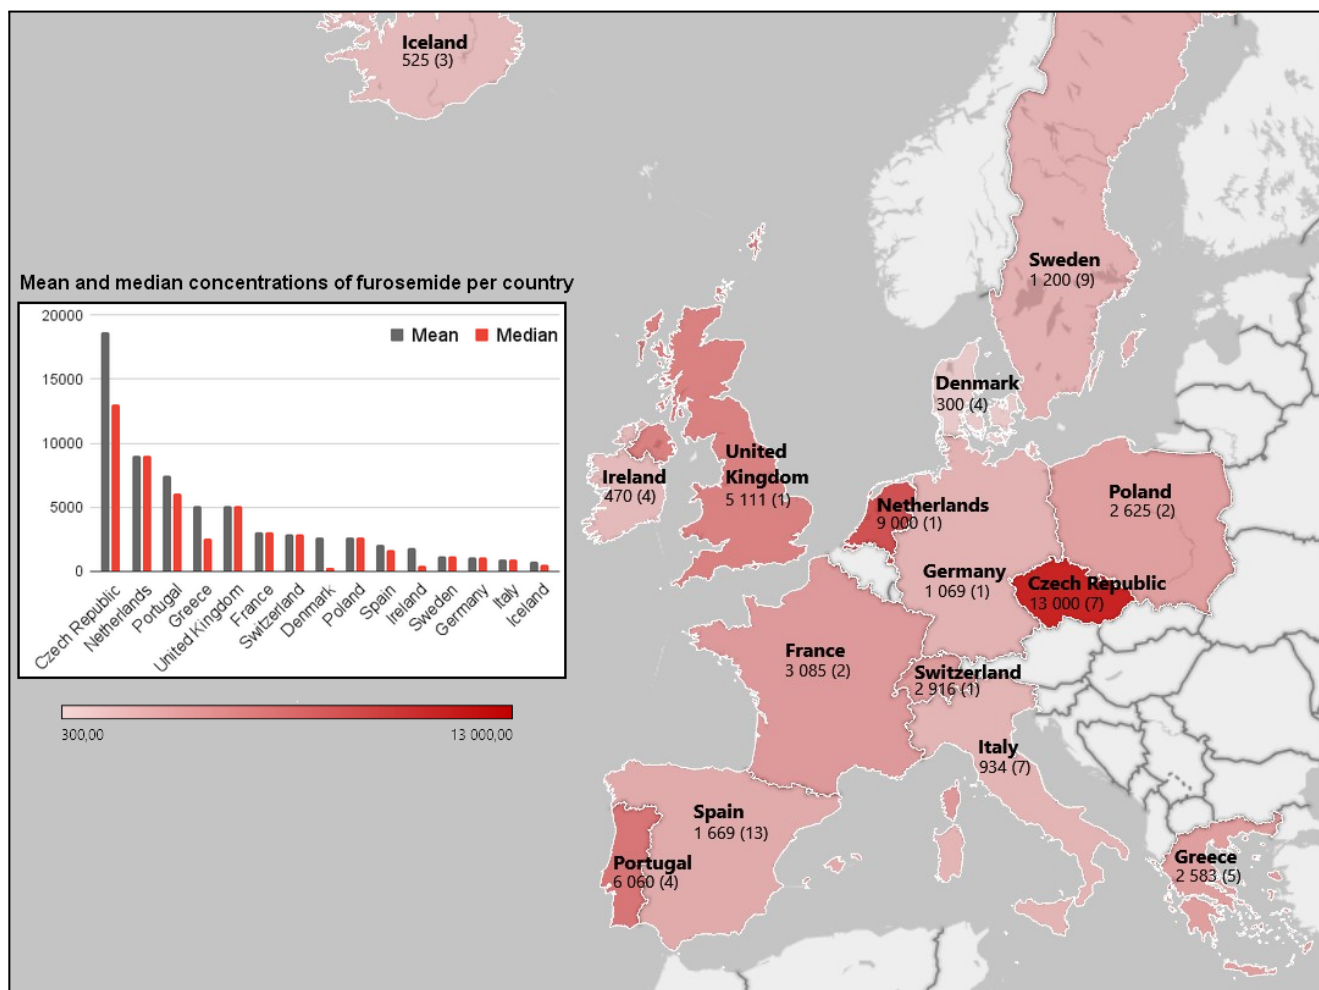 Iceland
525 (3)
Sweden
1 200 (9)
Mean and median concentrations of furosemide per country
20000
15000
10000
5000
0
Mean
Median
Czech Republic
Netherlands
Portugal
Greece
United Kingdom
France
Switzerland
Denmark
Poland
Spain
Ireland
Sweden
Germany
Italy
Iceland
300,00
13 000,00
Denmark
300 (4)
United
Kingdom
5 111 (1)
Ireland
470 (4)
Netherlands
9 000 (1)
Poland
2 625 (2)
Germany
1 069 (1)
Czech Republic
13 000 (7)
France
3 085 (2)
Switzerland
2 916 (1)
Italy
934 (7)
Spain
1 669 (13)
Portugal
6 060 (4)
Greece
2 583 (5)